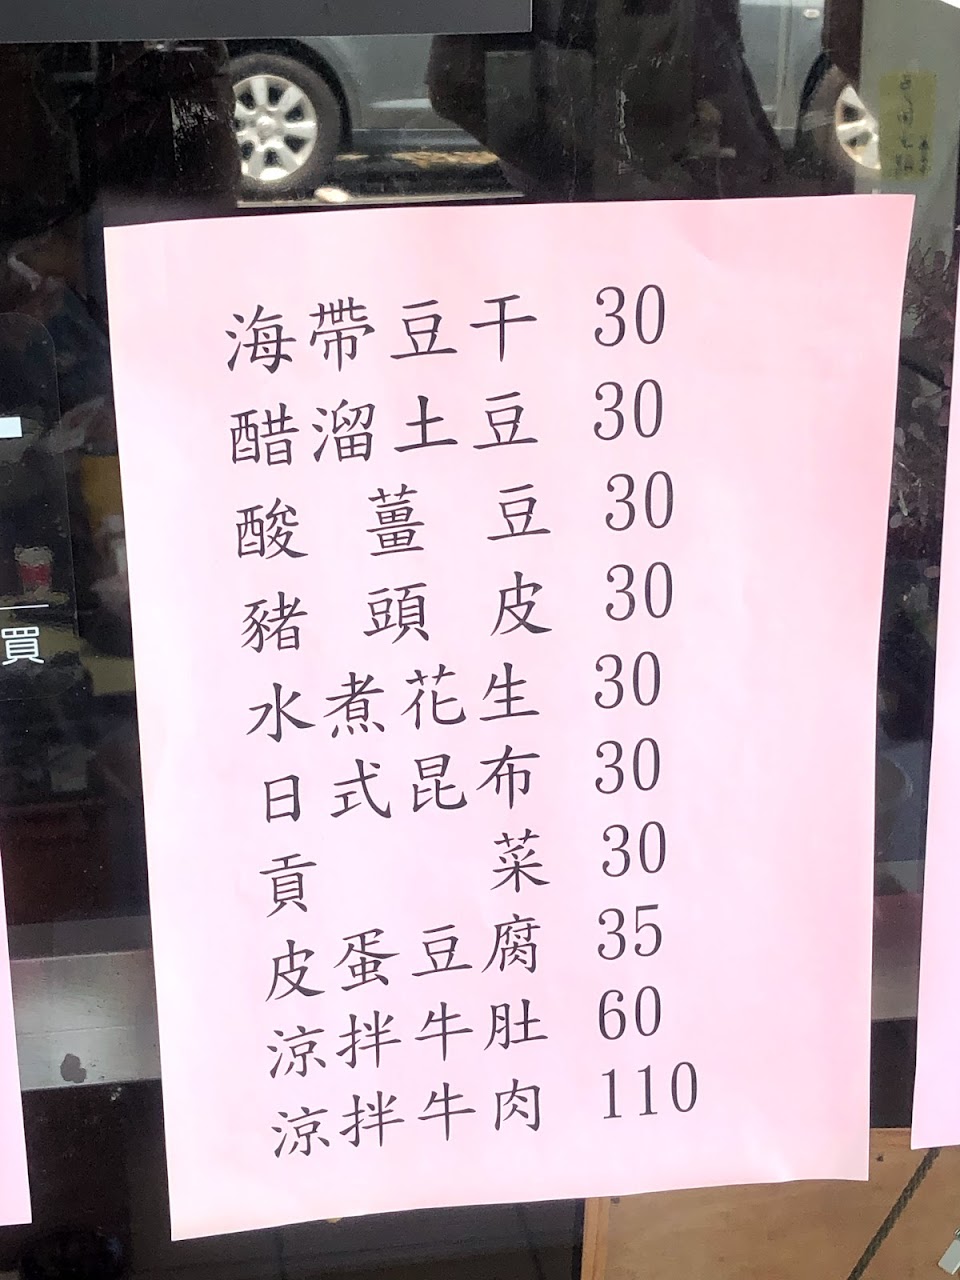 海帶豆干 30
醋溜土豆 30
酸薑豆 30
豬頭皮 30
水煮花生 30
日式昆布 30
貢菜 30
皮蛋豆腐 35
涼拌牛肚 60
涼拌牛肉 110
買